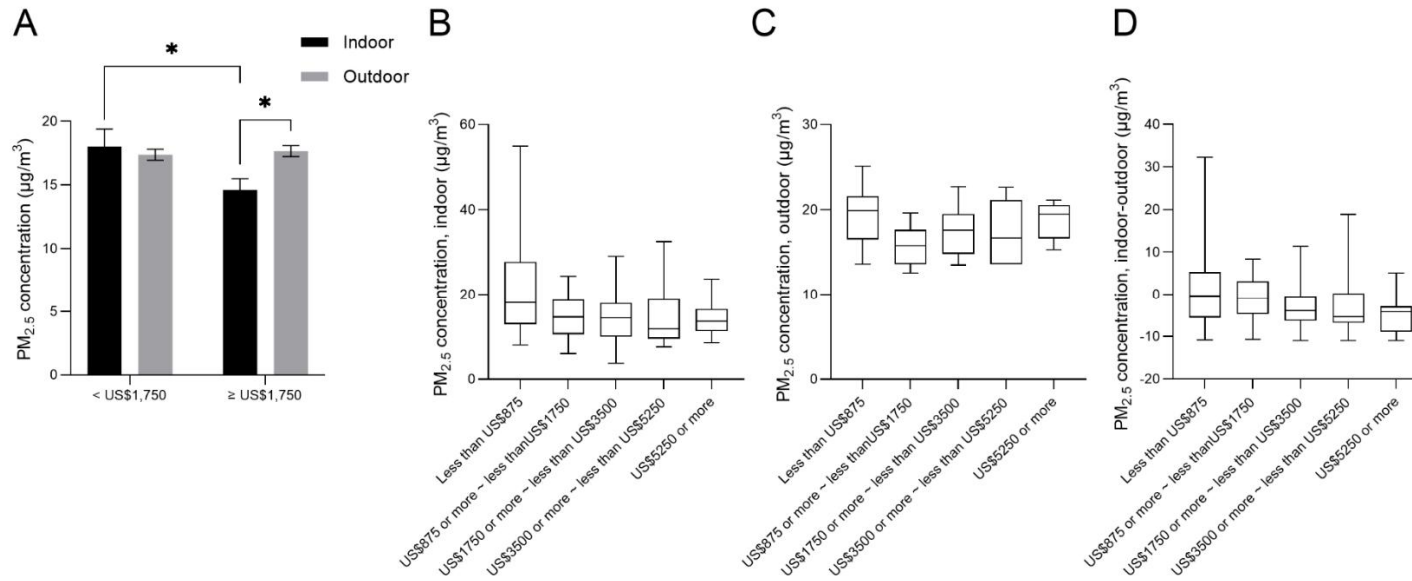 A
Indoor
Outdoor
PM2.5 concentration (µg/m3)
20
15
10
5
0
*
*
< US$1,750
≥ US$1,750
B
PM2.5 concentration, indoor (µg/m3)
60
40
20
0
Less than US$875
US$875 or more ~ less thanUS$1750
US$1750 or more ~ less than US$3500
US$3500 or more ~ less than US$5250
US$5250 or more
C
PM2.5 concentration, outdoor (µg/m3)
30
20
10
0
Less than US$875
US$875 or more ~ less thanUS$1750
US$1750 or more ~ less than US$3500
US$3500 or more ~ less than US$5250
US$5250 or more
D
PM2.5 concentration, indoor-outdoor (µg/m3)
40
30
20
10
0
-10
-20
Less than US$875
US$875 or more ~ less thanUS$1750
US$1750 or more ~ less than US$3500
US$3500 or more ~ less than US$5250
US$5250 or more